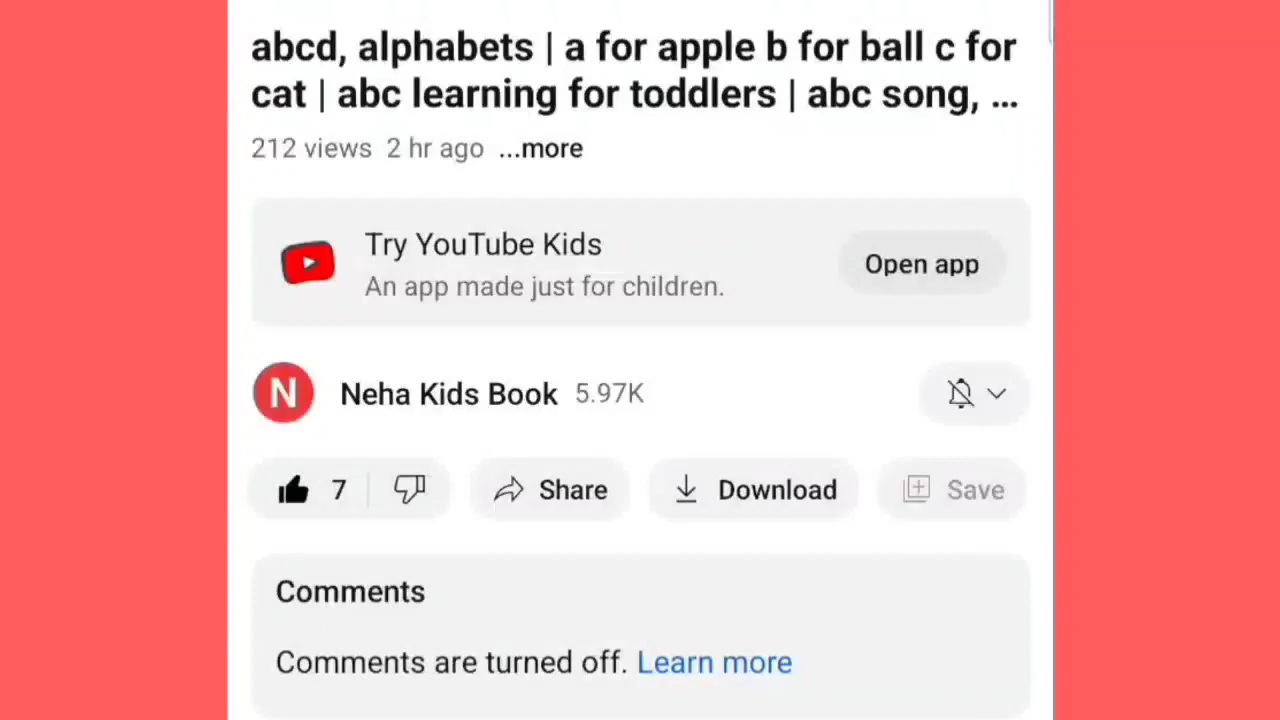 abcd, alphabets | a for apple b for ball c for
cat | abc learning for toddlers | abc song, ...
212 views 2 hr ago ...more
Try YouTube Kids
An app made just for children.
Open app
N
Neha Kids Book 5.97K
7
Share
Download
Save
Comments
Comments are turned off. Learn more